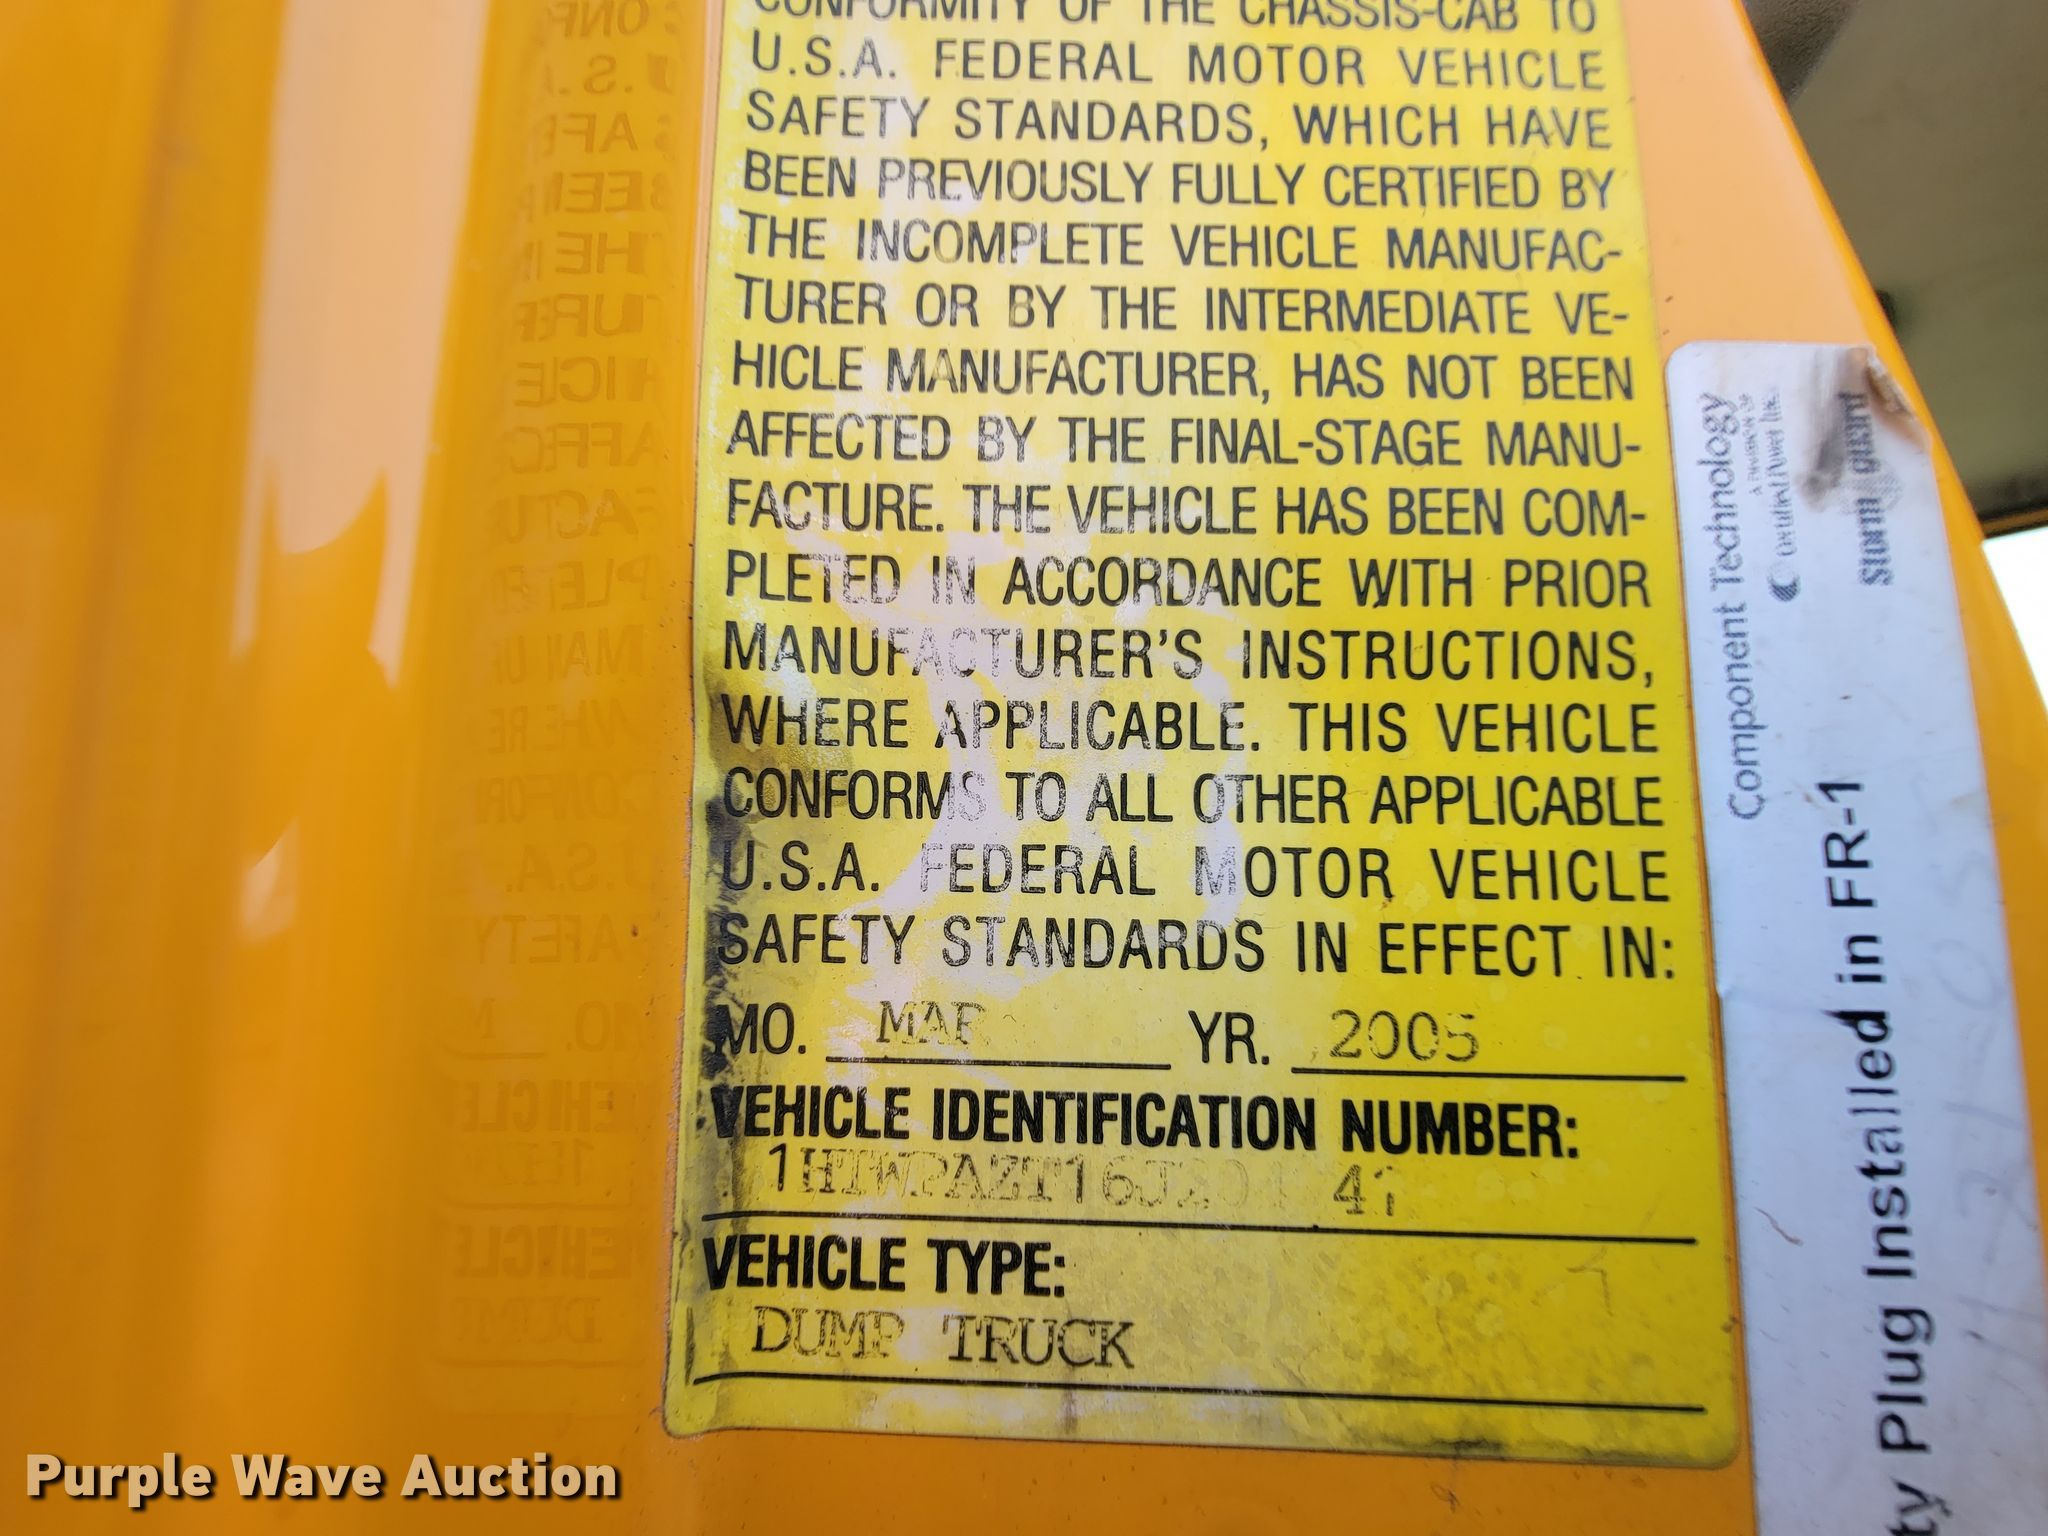 CONFORMITY OF THE CHASSIS-CAB TO
U.S.A. FEDERAL MOTOR VEHICLE
SAFETY STANDARDS, WHICH HAVE
BEEN PREVIOUSLY FULLY CERTIFIED BY
THE INCOMPLETE VEHICLE MANUFAC-
TURER OR BY THE INTERMEDIATE VE-
HICLE MANUFACTURER, HAS NOT BEEN
AFFECTED BY THE FINAL-STAGE MANU-
FACTURE. THE VEHICLE HAS BEEN COM-
PLETED IN ACCORDANCE WITH PRIOR
MANUFACTURER'S INSTRUCTIONS,
WHERE APPLICABLE. THIS VEHICLE
CONFORMS TO ALL OTHER APPLICABLE
U.S.A. FEDERAL MOTOR VEHICLE
SAFETY STANDARDS IN EFFECT IN:
MO. MAR YR. 2005
VEHICLE IDENTIFICATION NUMBER:
VEHICLE TYPE:
DUMP TRUCK
Component Technology
Plug Installed in FR-1
Purple Wave Auction